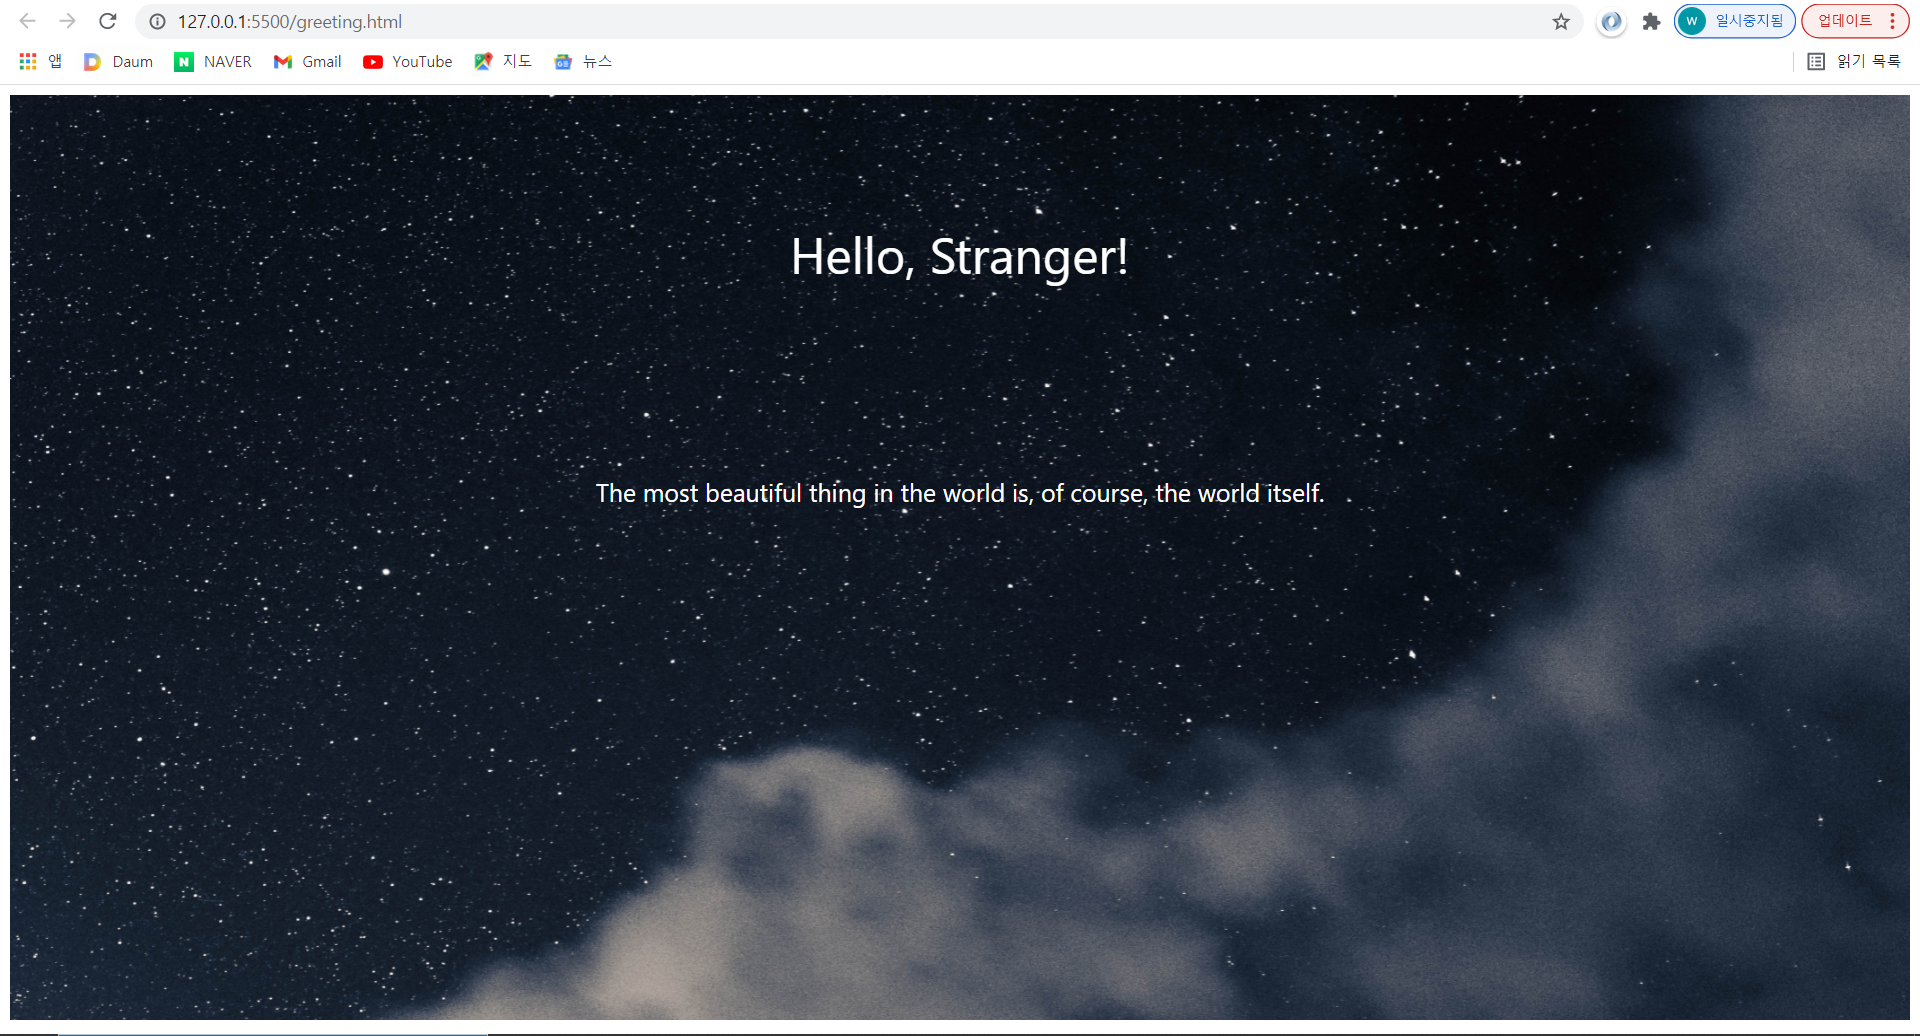 127.0.0.1:5500/greeting.html
W 일시중지됨 업데이트
앱 Daum NAVER Gmail YouTube 지도 뉴스 읽기 목록
Hello, Stranger!
The most beautiful thing in the world is, of course, the world itself.